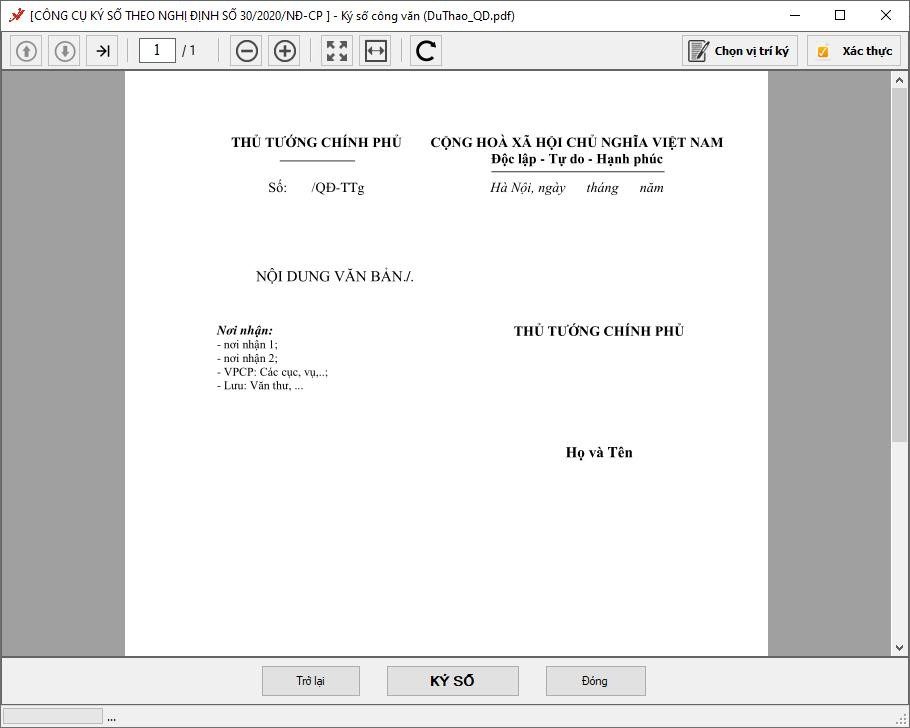 [CÔNG CỤ KÝ SỐ THEO NGHỊ ĐỊNH SỐ 30/2020/NĐ-CP ] - Ký số công văn (DuThao_QD.pdf)
1 / 1 Chọn vị trí ký Xác thực
THỦ TƯỚNG CHÍNH PHỦ CỘNG HOÀ XÃ HỘI CHỦ NGHĨA VIỆT NAM
Độc lập - Tự do - Hạnh phúc
Số: /QĐ-TTg Hà Nội, ngày tháng năm
NỘI DUNG VĂN BẢN./.
Nơi nhận: THỦ TƯỚNG CHÍNH PHỦ
- nơi nhận 1;
- nơi nhận 2;
- VPCP: Các cục, vụ,..;
- Lưu: Văn thư, ...
Họ và Tên
Trở lại KÝ SỐ Đóng
...